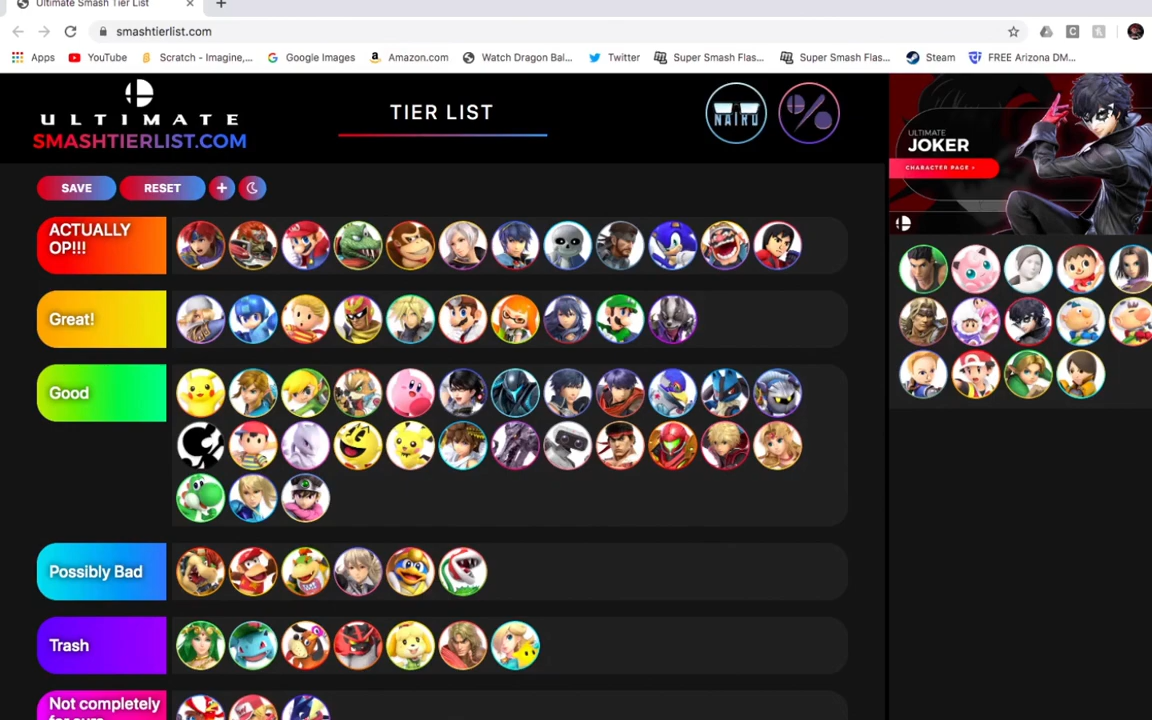 Ultimate Smash Tier List
smashtierlist.com
Apps
YouTube
Scratch - Imagine,...
Google Images
Amazon.com
Watch Dragon Bal...
Twitter
Super Smash Flas...
Super Smash Flas...
Steam
FREE Arizona DM...
ULTIMATE
SMASHTIERLIST.COM
TIER LIST
NAIRU
ULTIMATE
JOKER
CHARACTER PAGE >
SAVE
RESET
ACTUALLY
OP!!!
Great!
Good
Possibly Bad
Trash
Not completely
for sure